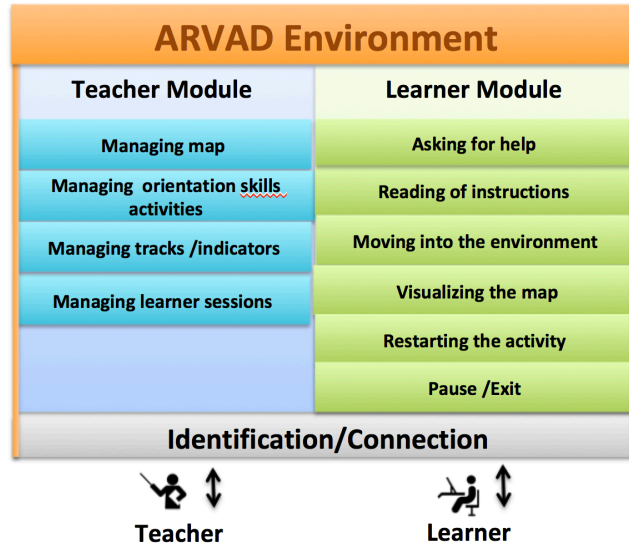 ARVAD Environment
Teacher Module
Managing map
Managing orientation skills
activities
Managing tracks /indicators
Managing learner sessions
Learner Module
Asking for help
Reading of instructions
Moving into the environment
Visualizing the map
Restarting the activity
Pause /Exit
Identification/Connection
Teacher
Learner